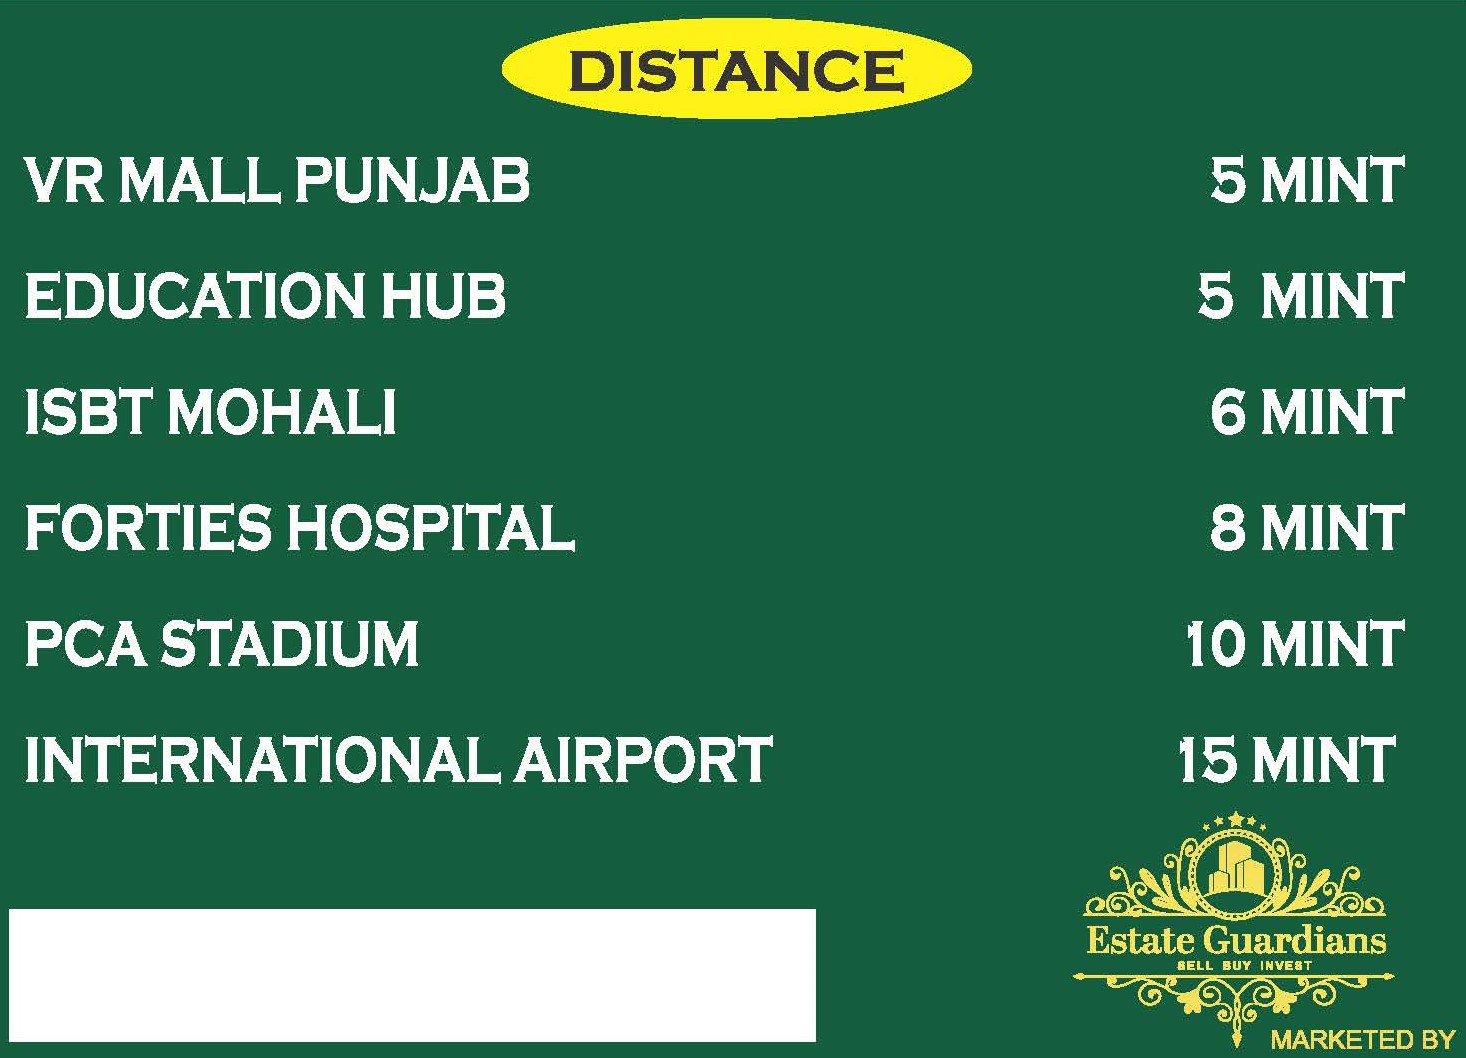 DISTANCE
VR MALL PUNJAB 5 MINT
EDUCATION HUB 5 MINT
ISBT MOHALI 6 MINT
FORTIES HOSPITAL 8 MINT
PCA STADIUM 10 MINT
INTERNATIONAL AIRPORT 15 MINT
Estate Guardians
SELL BUY INVEST
MARKETED BY